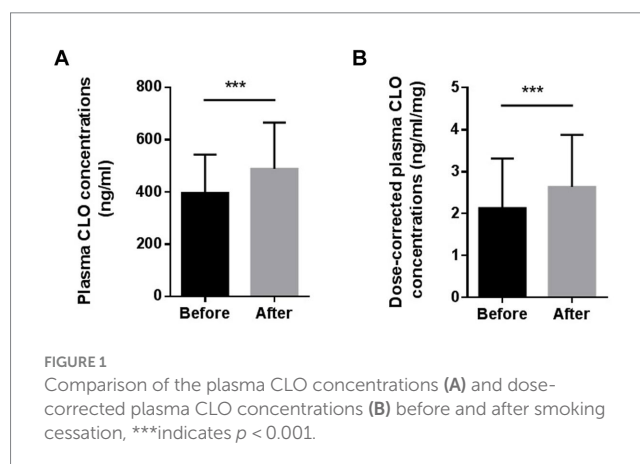 A
Plasma CLO concentrations
(ng/ml)
800
600
400
200
0
***
Before After
B
Dose-corrected plasma CLO
concentrations (ng/ml/mg)
5
4
3
2
1
0
***
Before After
FIGURE 1
Comparison of the plasma CLO concentrations (A) and dose-
corrected plasma CLO concentrations (B) before and after smoking
cessation, ***indicates p < 0.001.